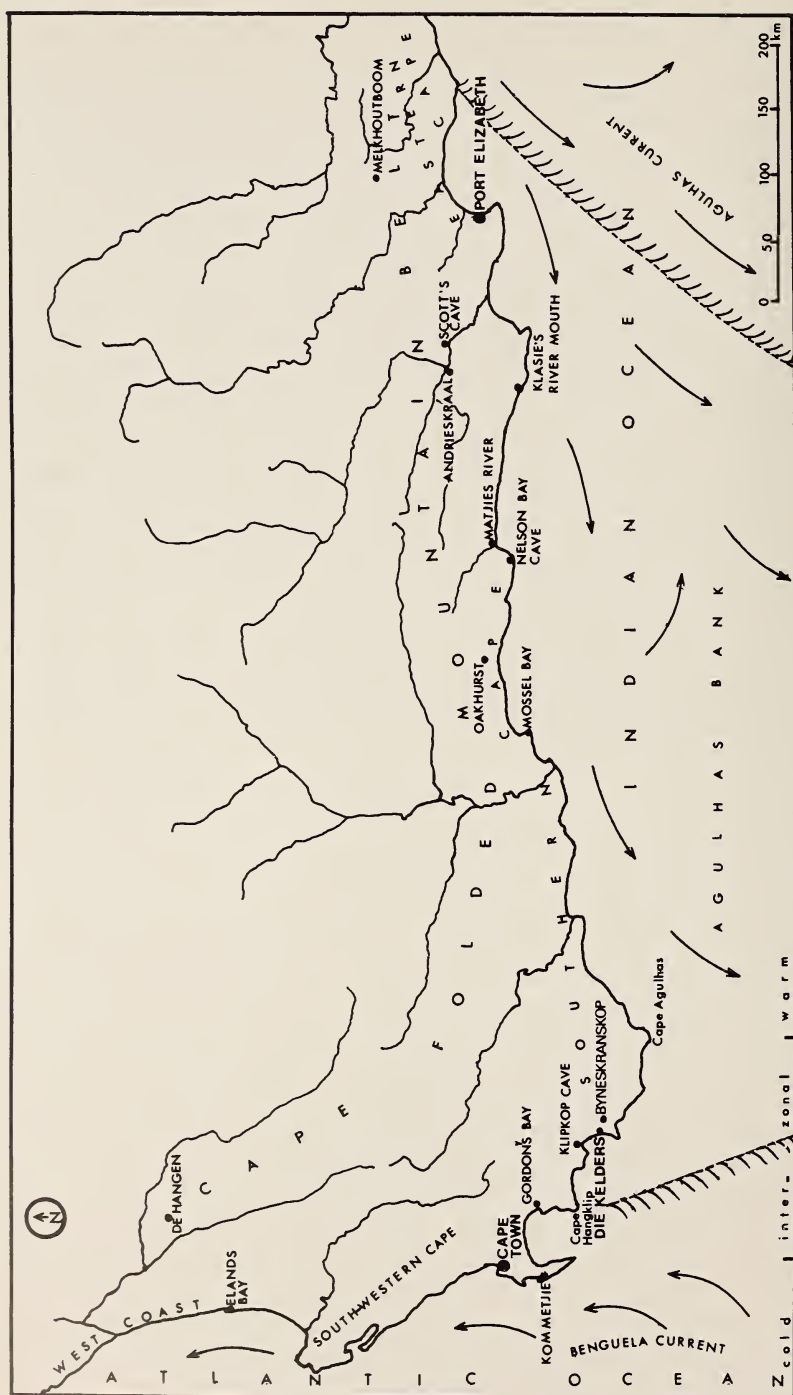 N
WEST COAST
DE HANGEN
ELANDS
BAY
CAPE FOLDED MOUNTAIN BELT
SOUTH-WESTERN CAPE
CAPE
TOWN
KOMMETJIE
GORDON'S BAY
Cape
Hangklip
KLIPKOP CAVE
DIE KELDERS
BYNESKRANSKOP
Cape Agulhas
SOUTHERN CAPE
MOSSEL BAY
OAKHURST
MATJIES RIVER
NELSON BAY
CAVE
ANDRIESKRAAL
SCOTT'S
CAVE
KLASIE'S
RIVER MOUTH
MELKHOUTBOOM
EASTERN
CAPE
PORT ELIZABETH
ATLANTIC OCEAN
BENGUELA CURRENT
INDIAN OCEAN
AGULHAS BANK
AGULHAS CURRENT
cold inter-zonal warm
0 50 100 150 200
km